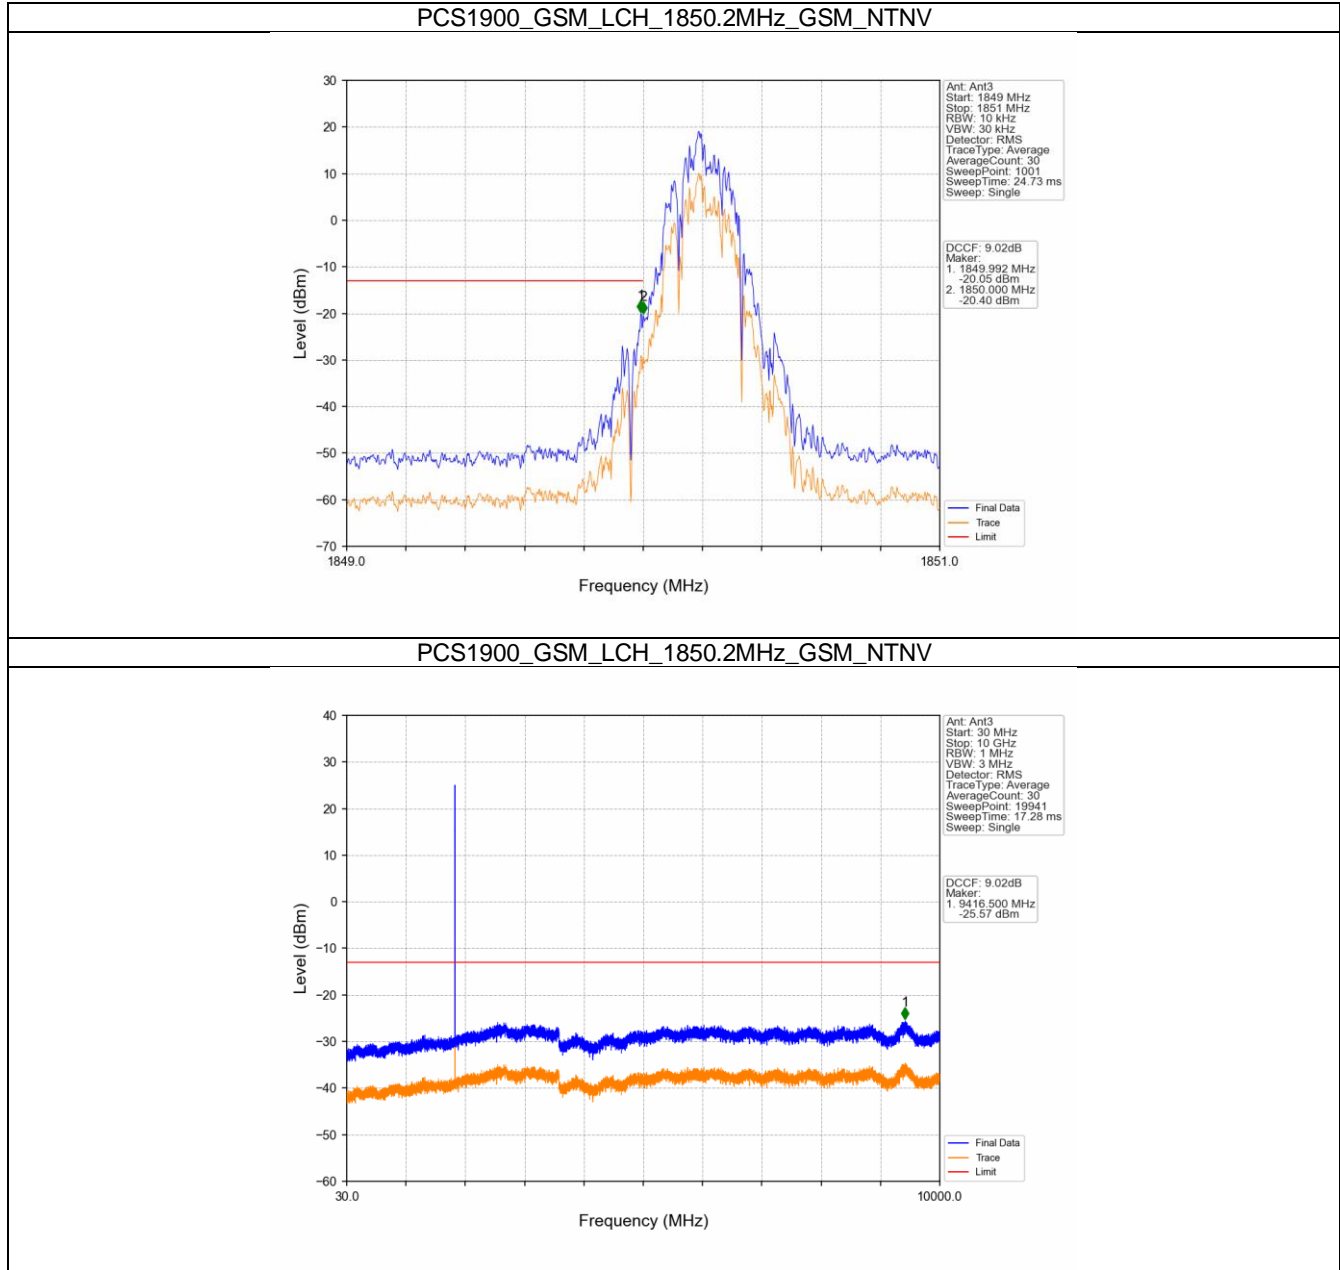 PCS1900_GSM_LCH_1850.2MHz_GSM_NTNV
30
20
10
0
−10
−20
−30
−40
−50
−60
−70
Level (dBm)
1849.0
1851.0
Frequency (MHz)
2
Ant: Ant3
Start: 1849 MHz
Stop: 1851 MHz
RBW: 10 kHz
VBW: 30 kHz
Detector: RMS
TraceType: Average
AverageCount: 30
SweepPoint: 1001
SweepTime: 24.73 ms
Sweep: Single
DCCF: 9.02dB
Maker:
1. 1849.992 MHz
-20.05 dBm
2. 1850.000 MHz
-20.40 dBm
Final Data
Trace
Limit
PCS1900_GSM_LCH_1850.2MHz_GSM_NTNV
40
30
20
10
0
−10
−20
−30
−40
−50
−60
Level (dBm)
30.0
10000.0
Frequency (MHz)
1
Ant: Ant3
Start: 30 MHz
Stop: 10 GHz
RBW: 1 MHz
VBW: 3 MHz
Detector: RMS
TraceType: Average
AverageCount: 30
SweepPoint: 19941
SweepTime: 17.28 ms
Sweep: Single
DCCF: 9.02dB
Maker:
1. 9416.500 MHz
-25.57 dBm
Final Data
Trace
Limit